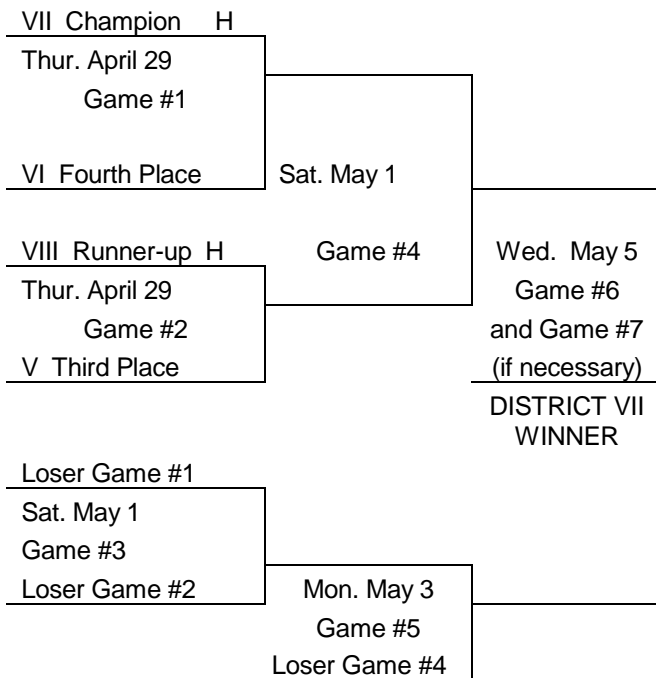 VII Champion H
Thur. April 29
Game #1
VI Fourth Place
Sat. May 1
VIII Runner-up H
Game #4
Wed. May 5
Thur. April 29
Game #6
Game #2
and Game #7
V Third Place
(if necessary)
DISTRICT VII
WINNER
Loser Game #1
Sat. May 1
Game #3
Loser Game #2
Mon. May 3
Game #5
Loser Game #4